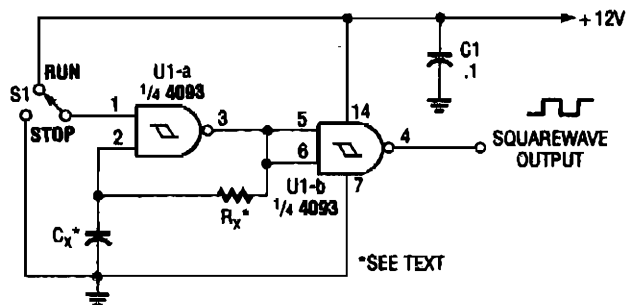 + 12V
RUN
S1
STOP
U1-a
1/4 4093
1
2
3
C1
.1
5
6
14
4
7
U1-b
1/4 4093
SQUAREWAVE
OUTPUT
RX*
CX*
*SEE TEXT